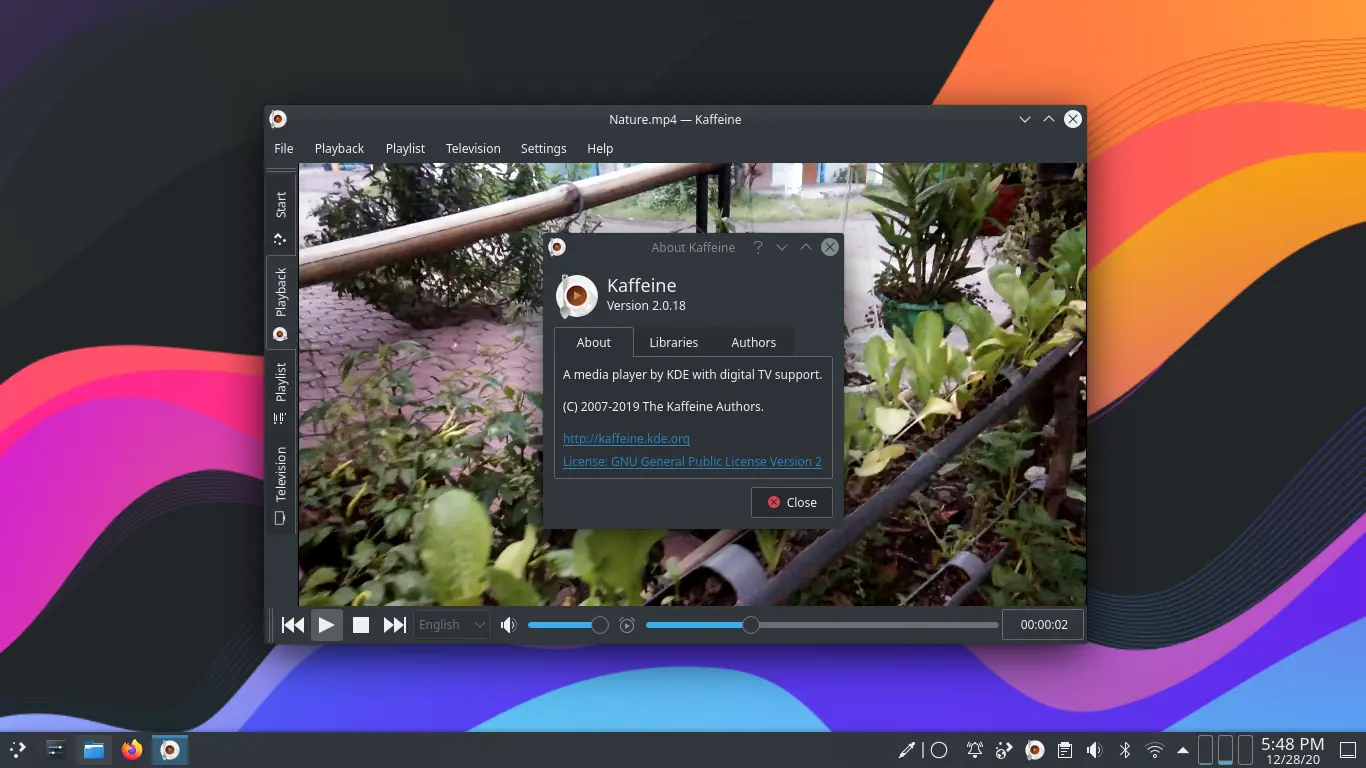 Nature.mp4 — Kaffeine
File Playback Playlist Television Settings Help
Start
Playback
Playlist
Television
About Kaffeine
Kaffeine
Version 2.0.18
About Libraries Authors
A media player by KDE with digital TV support.
(C) 2007-2019 The Kaffeine Authors.
http://kaffeine.kde.org
License: GNU General Public License Version 2
Close
English
00:00:02
5:48 PM
12/28/20